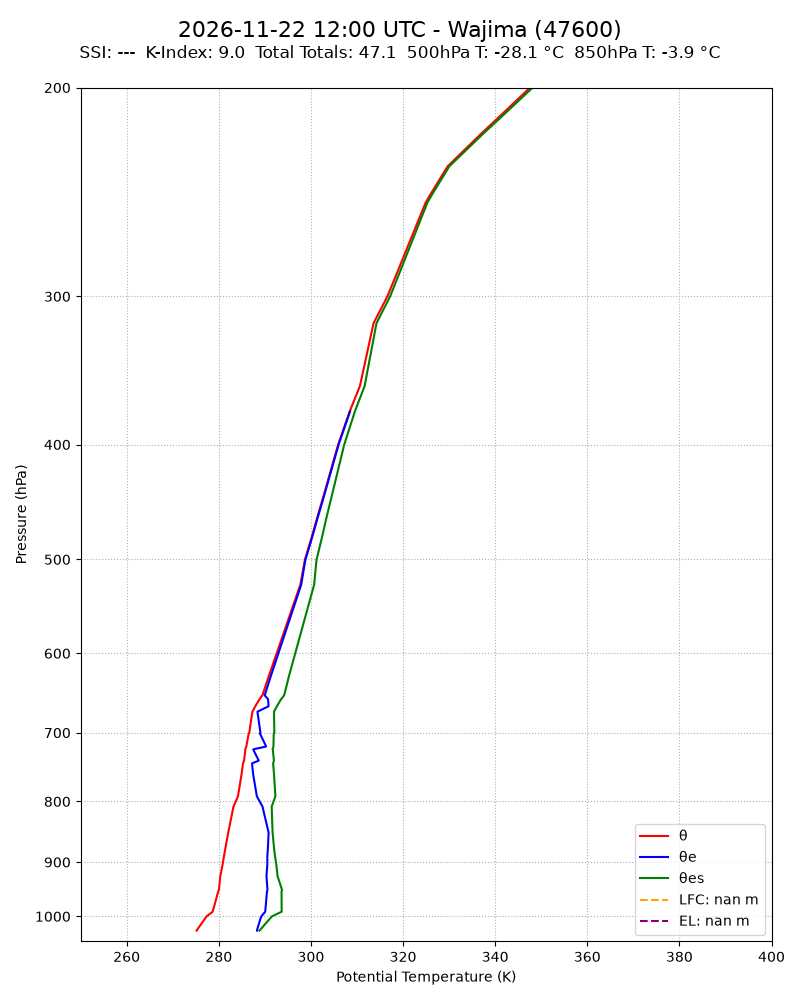 2026-11-22 12:00 UTC - Wajima (47600)
SSI: --- K-Index: 9.0 Total Totals: 47.1 500hPa T: -28.1 °C 850hPa T: -3.9 °C
200
300
400
500
600
700
800
900
1000
Pressure (hPa)
θ
θe
θes
LFC: nan m
EL: nan m
260 280 300 320 340 360 380 400
Potential Temperature (K)